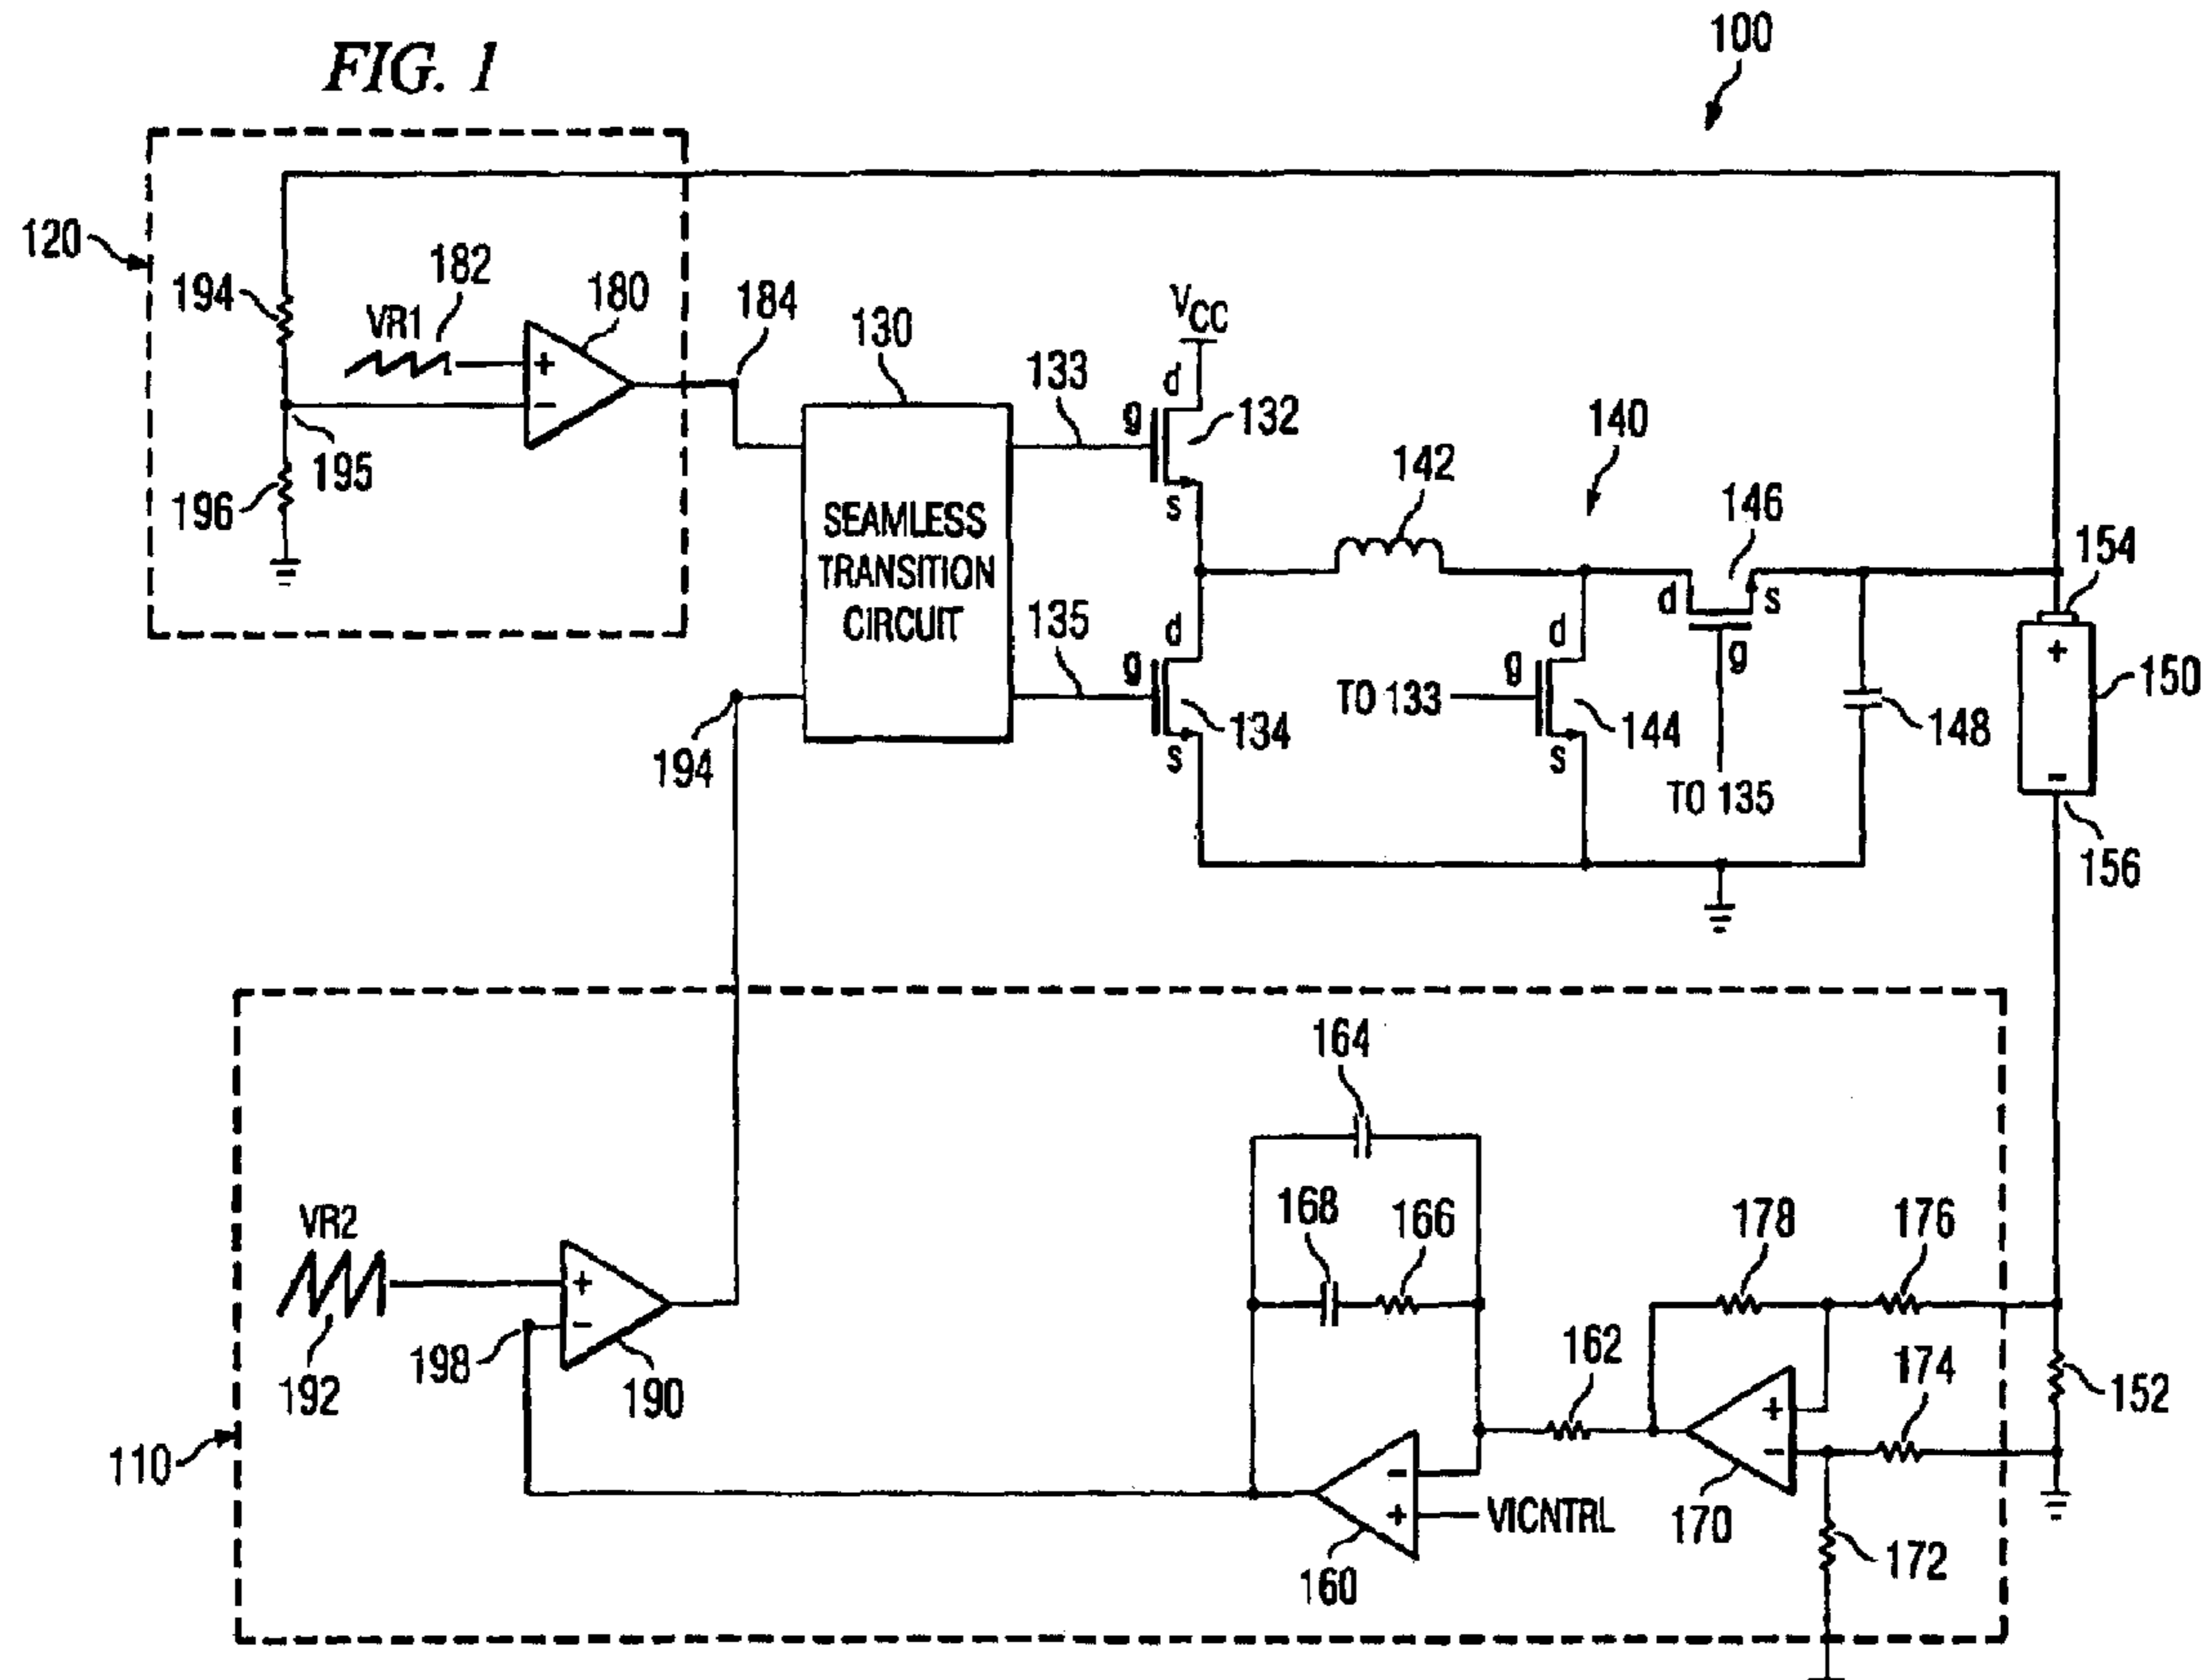 FIG. 1
100
120
194
VR1
182
180
184
195
196
130
SEAMLESS
TRANSITION
CIRCUIT
133
135
194
VCC
d
g
132
s
d
g
134
s
142
140
146
d
s
g
TO 135
d
g
TO 133
144
s
148
154
+
150
-
156
+
-
110
VR2
192
198
+
-
190
164
168
166
162
-
+
VICNTRL
160
178
176
174
+
-
170
172
152